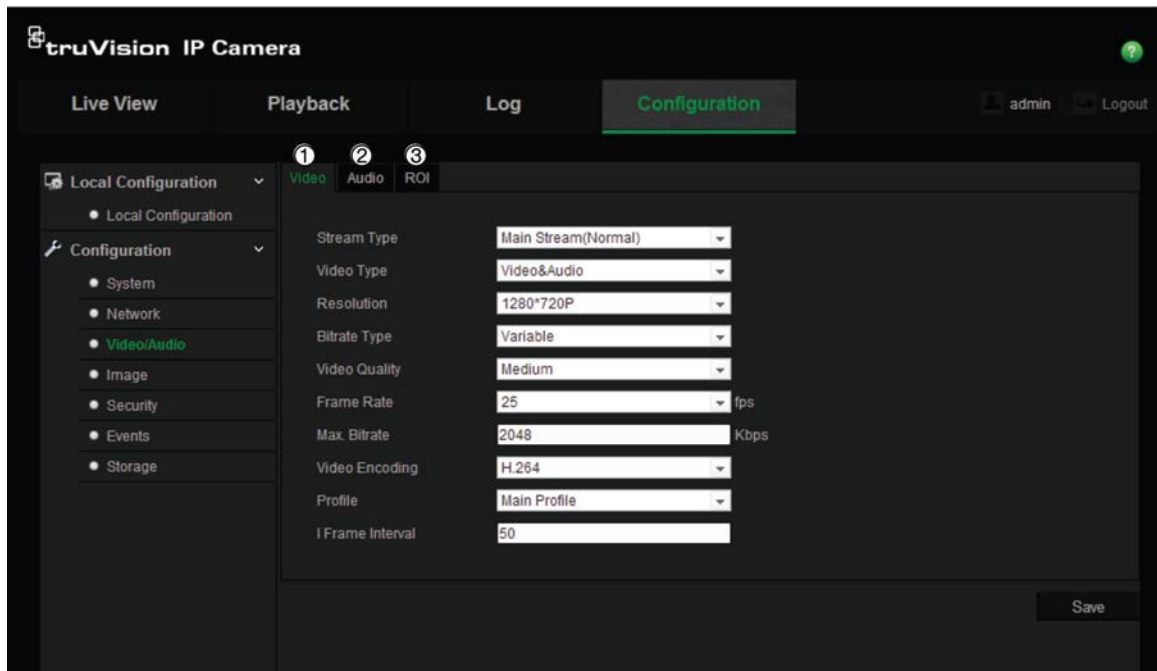 truVision IP Camera
?
Live View Playback Log Configuration admin Logout
① ② ③
Local Configuration Video Audio ROI
Local Configuration
Configuration
System
Network
Video/Audio
Image
Security
Events
Storage
Stream Type Main Stream(Normal)
Video Type Video&Audio
Resolution 1280*720P
Bitrate Type Variable
Video Quality Medium
Frame Rate 25 fps
Max. Bitrate 2048 Kbps
Video Encoding H.264
Profile Main Profile
I Frame Interval 50
Save